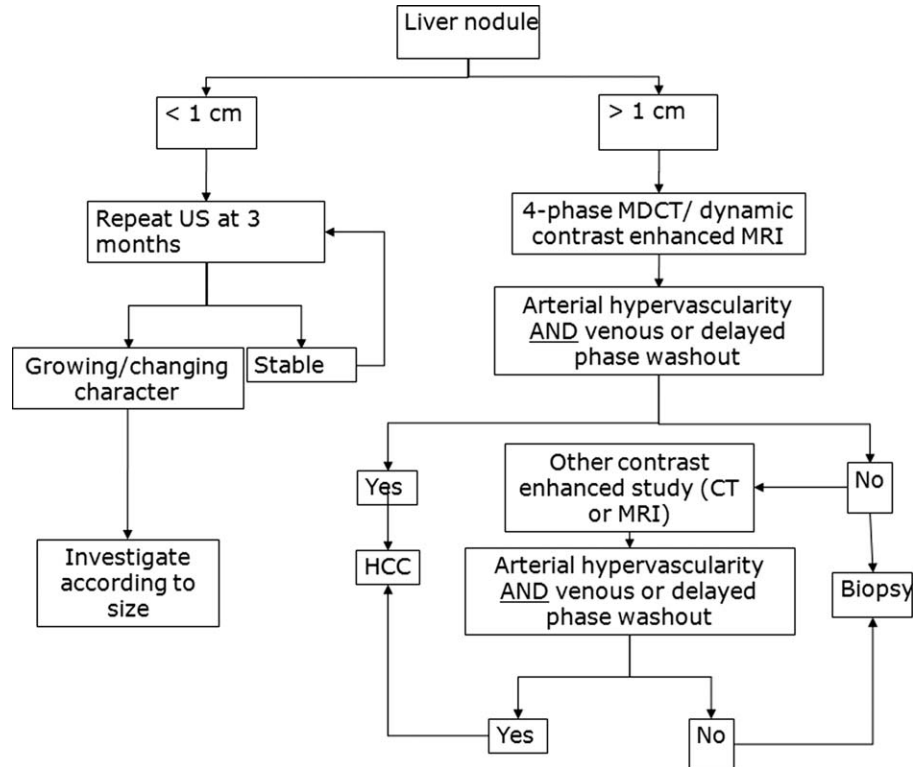 Liver nodule
< 1 cm
> 1 cm
Repeat US at 3
months
4-phase MDCT/ dynamic
contrast enhanced MRI
Arterial hypervascularity
AND venous or delayed
phase washout
Growing/changing
character
Stable
Yes
Other contrast
enhanced study (CT
or MRI)
No
Investigate
according to
size
HCC
Arterial hypervascularity
AND venous or delayed
phase washout
Biopsy
Yes
No